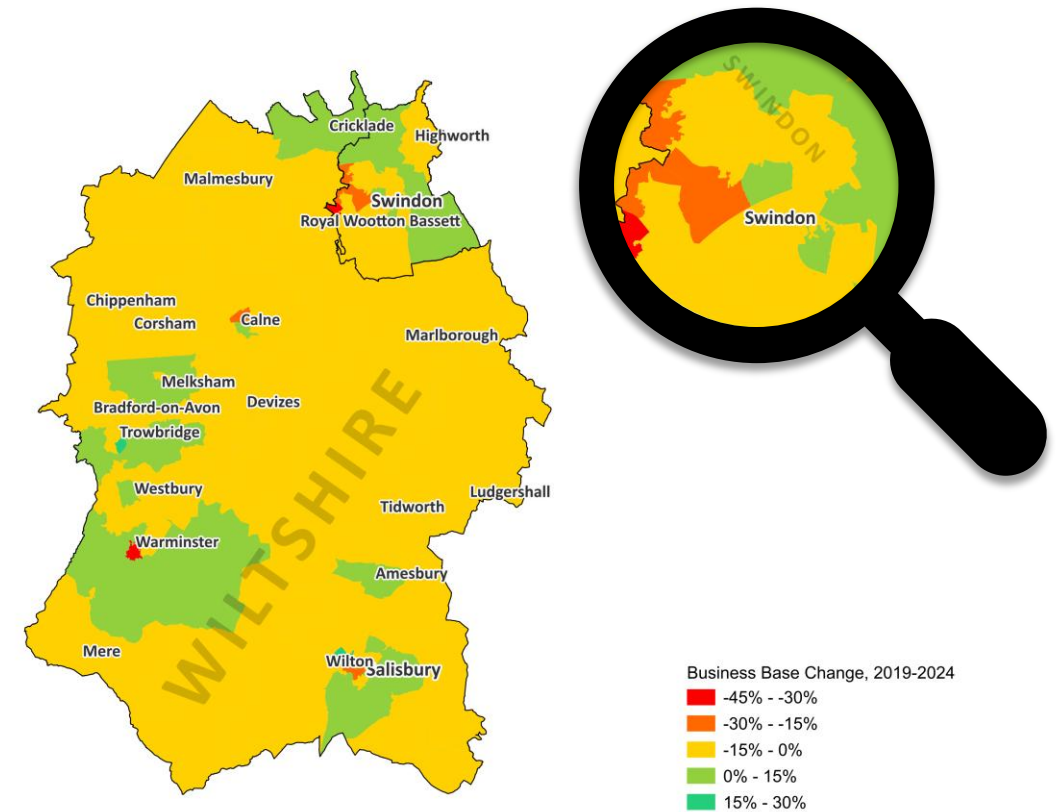 Cricklade
Highworth
Malmesbury
Swindon
Royal Wootton Bassett
Chippenham
Corsham
Calne
Marlborough
Melksham
Bradford-on-Avon
Devizes
Trowbridge
Westbury
Ludgershall
Tidworth
Warminster
Amesbury
Mere
Wilton
Salisbury
WILTSHIRE
SWINDON
Swindon
Business Base Change, 2019-2024
-45% - -30%
-30% - -15%
-15% - 0%
0% - 15%
15% - 30%